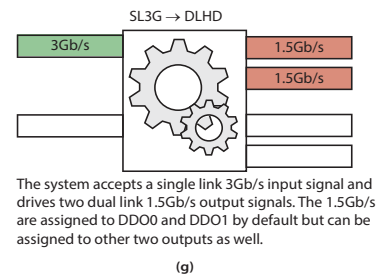 SL3G → DLHD
3Gb/s
1.5Gb/s
1.5Gb/s
The system accepts a single link 3Gb/s input signal and
drives two dual link 1.5Gb/s output signals. The 1.5Gb/s
are assigned to DDO0 and DDO1 by default but can be
assigned to other two outputs as well.
(g)